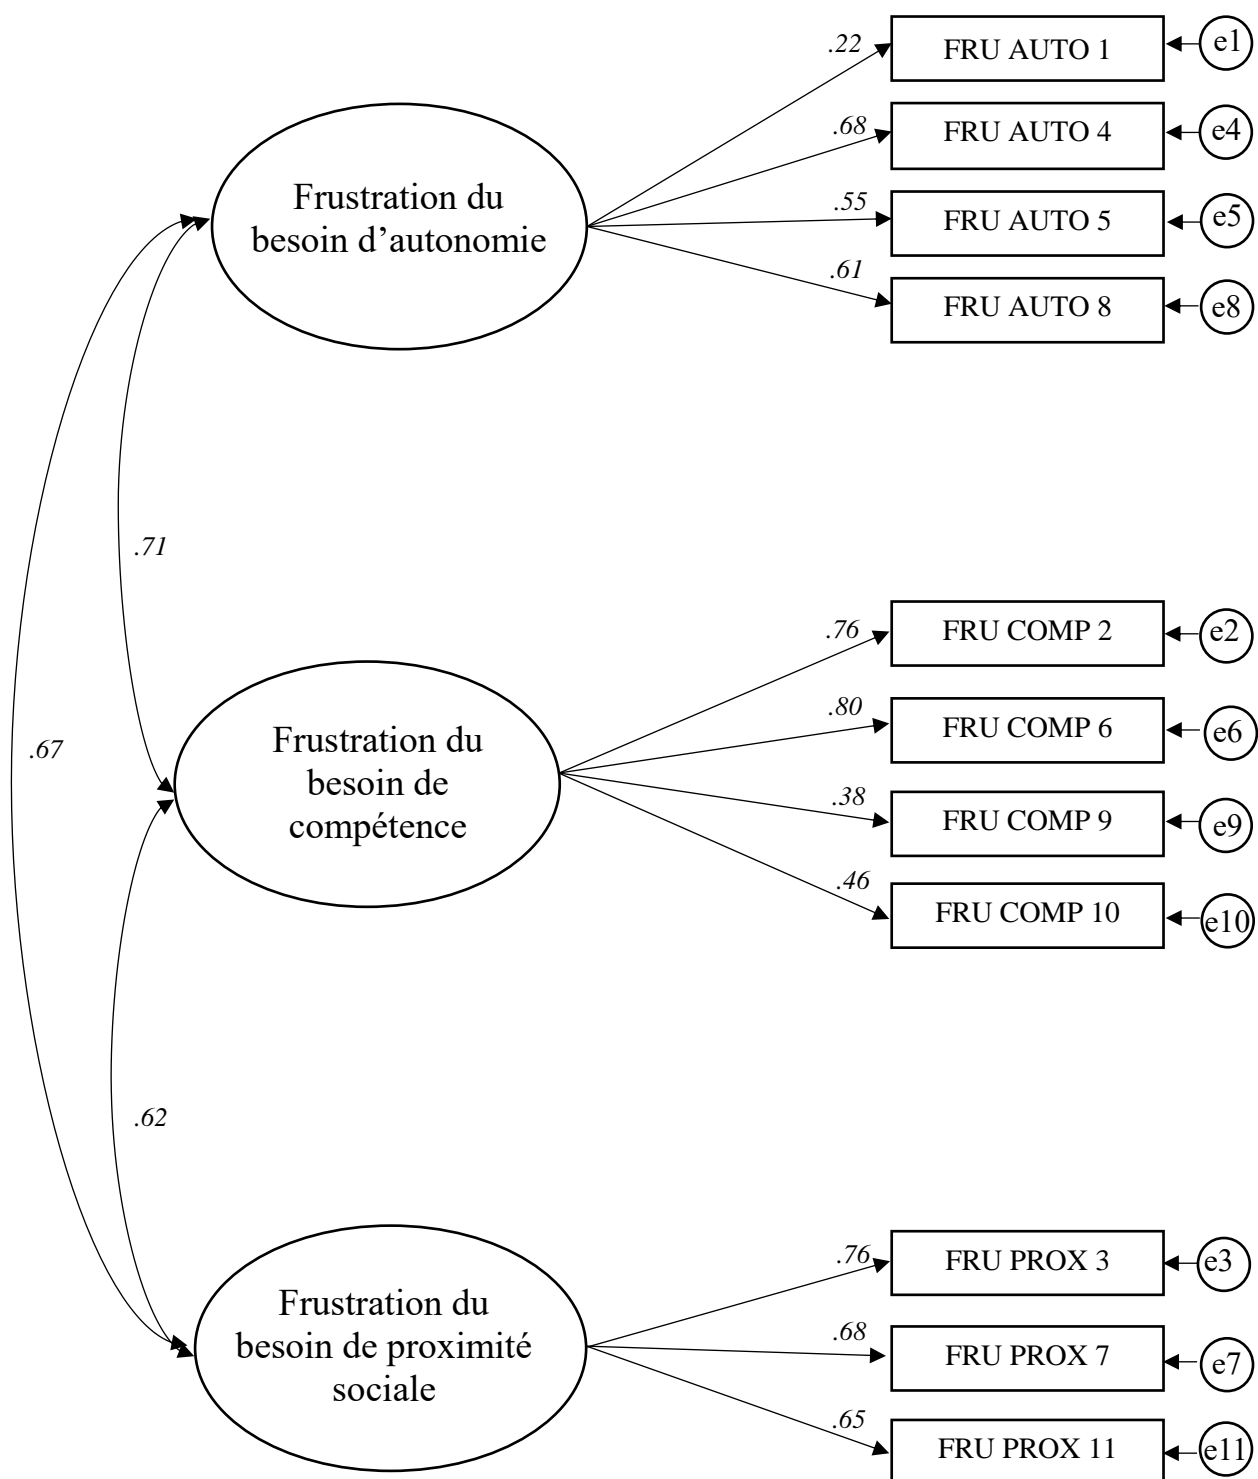 .22
FRU AUTO 1
e1
.68
FRU AUTO 4
e4
Frustration du
besoin d’autonomie
.55
FRU AUTO 5
e5
.61
FRU AUTO 8
e8
.71
.76
FRU COMP 2
e2
.67
Frustration du
besoin de
compétence
.80
FRU COMP 6
e6
.38
FRU COMP 9
e9
.46
FRU COMP 10
e10
.62
.76
FRU PROX 3
e3
Frustration du
besoin de proximité
sociale
.68
FRU PROX 7
e7
.65
FRU PROX 11
e11